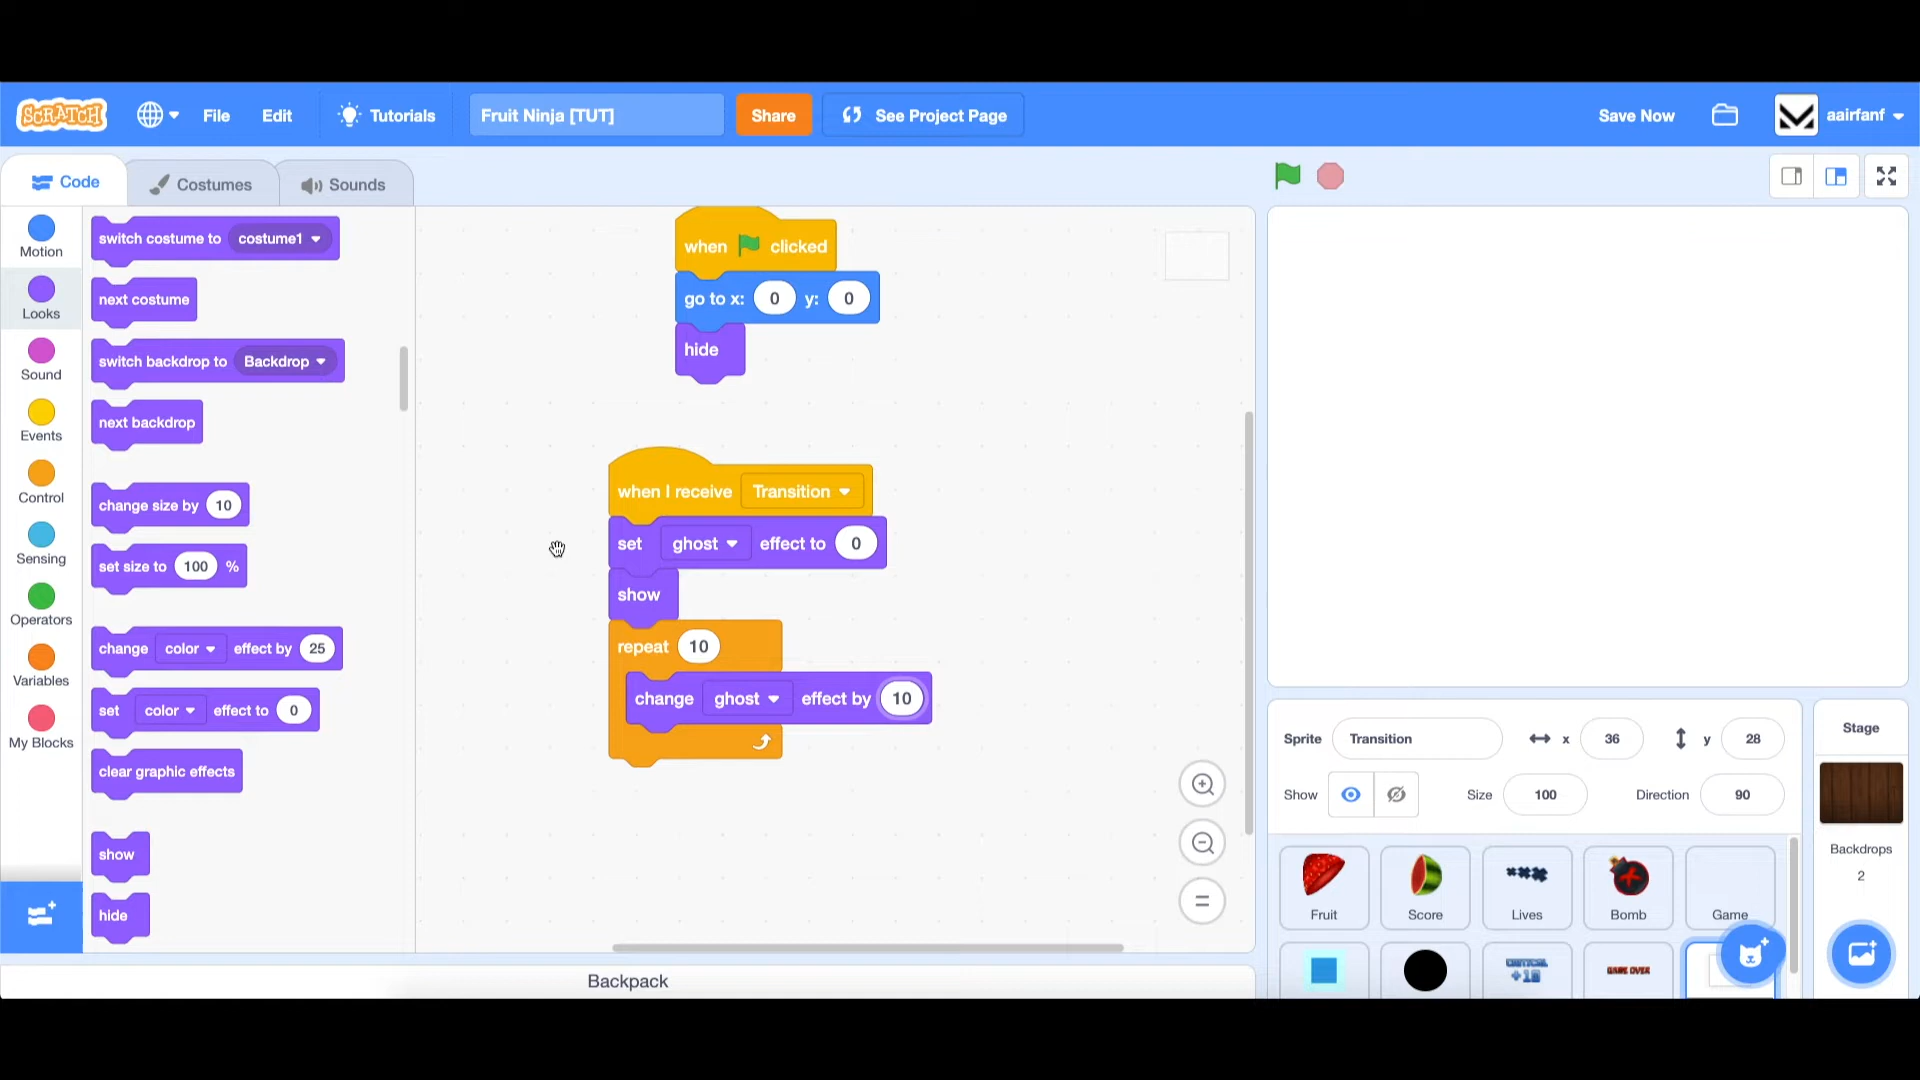 SCRATCH File Edit Tutorials Fruit Ninja [TUT] Share See Project Page Save Now aairfanf
Code Costumes Sounds
Motion
Looks
Sound
Events
Control
Sensing
Operators
Variables
My Blocks
switch costume to costume1
next costume
switch backdrop to Backdrop
next backdrop
change size by 10
set size to 100 %
change color effect by 25
set color effect to 0
clear graphic effects
show
hide
when clicked
go to x: 0 y: 0
hide
when I receive Transition
set ghost effect to 0
show
repeat 10
change ghost effect by 10
Backpack
Sprite Transition x 36 y 28
Show Size 100 Direction 90
Fruit Score Lives Bomb Game
CRITICAL
+10
GAME OVER
Stage
Backdrops
2